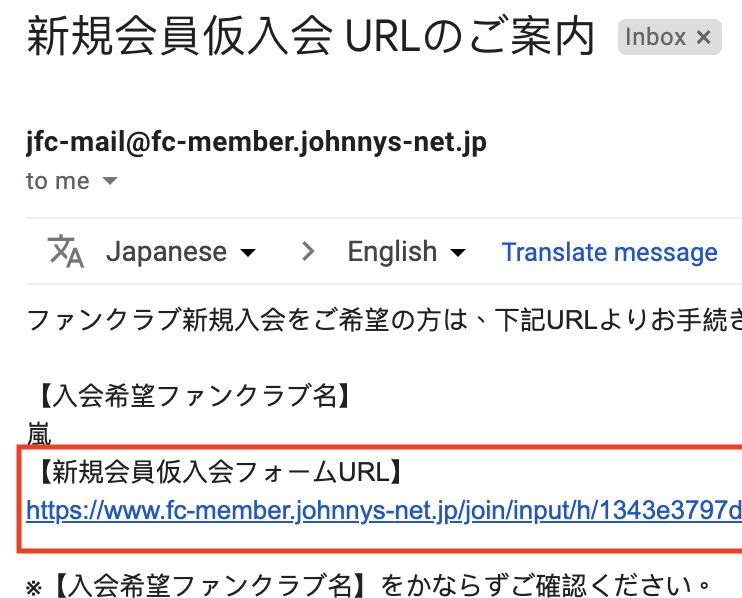 新規会員仮入会 URLのご案内 Inbox ×
jfc-mail@fc-member.johnnys-net.jp
to me
Japanese > English Translate message
ファンクラブ新規入会をご希望の方は、下記URLよりお手続き
【入会希望ファンクラブ名】
嵐
【新規会員仮入会フォームURL】
https://www.fc-member.johnnys-net.jp/join/input/h/1343e3797d
※【入会希望ファンクラブ名】をかならずご確認ください。